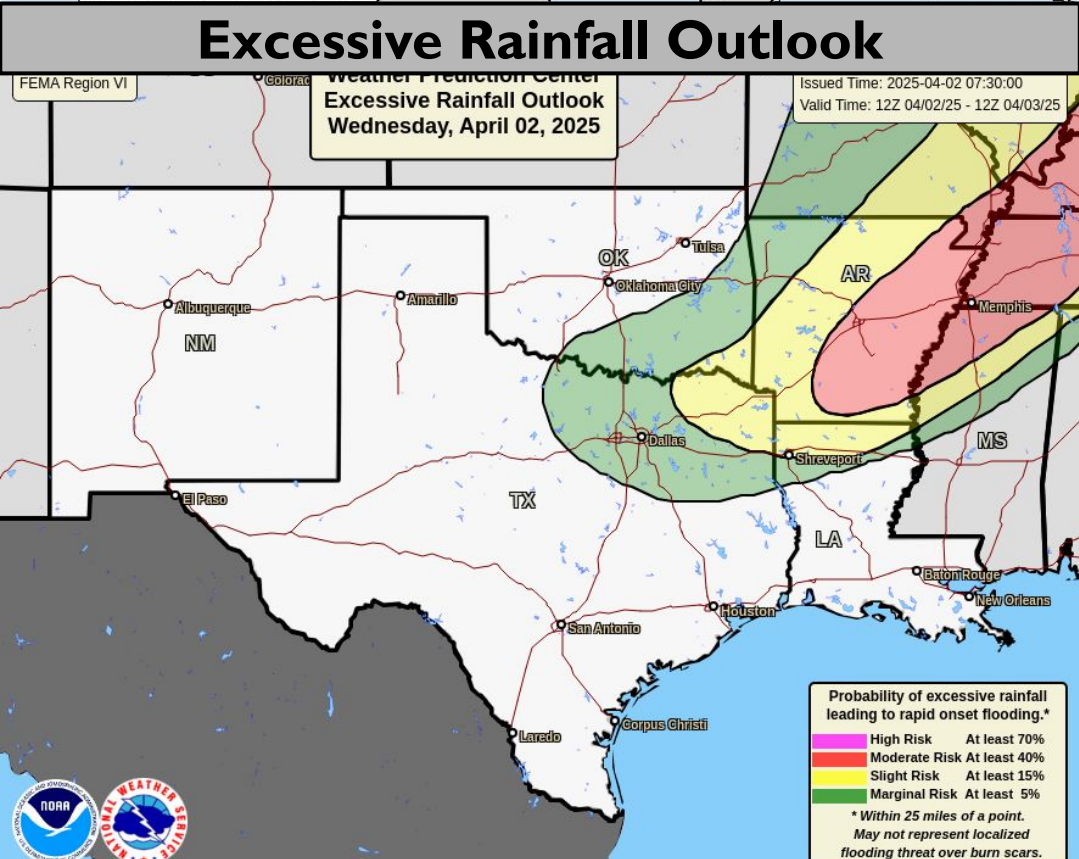 Excessive Rainfall Outlook
FEMA Region VI
Weather Prediction Center
Excessive Rainfall Outlook
Wednesday, April 02, 2025
Issued Time: 2025-04-02 07:30:00
Valid Time: 12Z 04/02/25 - 12Z 04/03/25
Colorad
Tulsa
OK
Oklahoma City
AR
Albuquerque
Amarillo
Memphis
NM
Dallas
MS
Shreveport
El Paso
TX
LA
Baton Rouge
New Orleans
Houston
San Antonio
Corpus Christi
Laredo
Probability of excessive rainfall
leading to rapid onset flooding.*
High Risk At least 70%
Moderate Risk At least 40%
Slight Risk At least 15%
Marginal Risk At least 5%
* Within 25 miles of a point.
May not represent localized
flooding threat over burn scars.
NOAA
NATIONAL WEATHER SERVICE